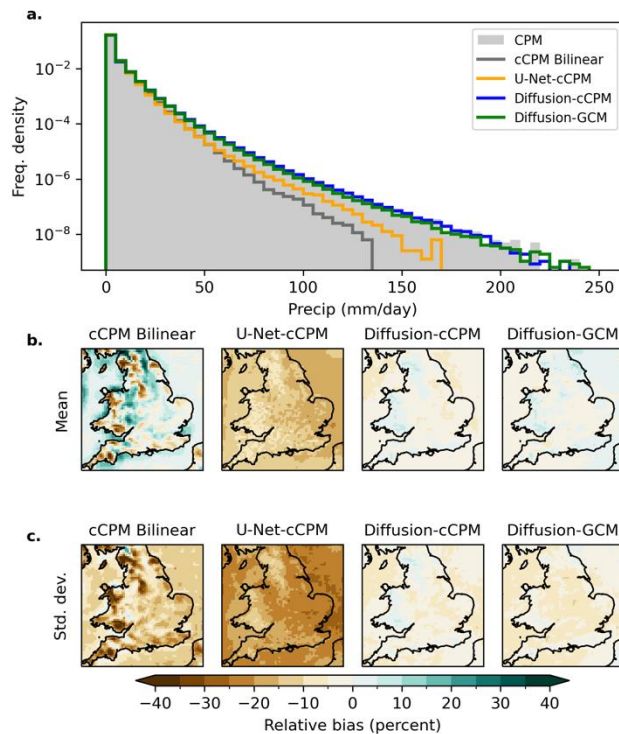 a.
CPM
cCPM Bilinear
U-Net-cCPM
Diffusion-cCPM
Diffusion-GCM
Freq. density
10⁻²
10⁻⁴
10⁻⁶
10⁻⁸
0 50 100 150 200 250
Precip (mm/day)
b.
cCPM Bilinear U-Net-cCPM Diffusion-cCPM Diffusion-GCM
Mean
c.
cCPM Bilinear U-Net-cCPM Diffusion-cCPM Diffusion-GCM
Std. dev.
−40 −30 −20 −10 0 10 20 30 40
Relative bias (percent)